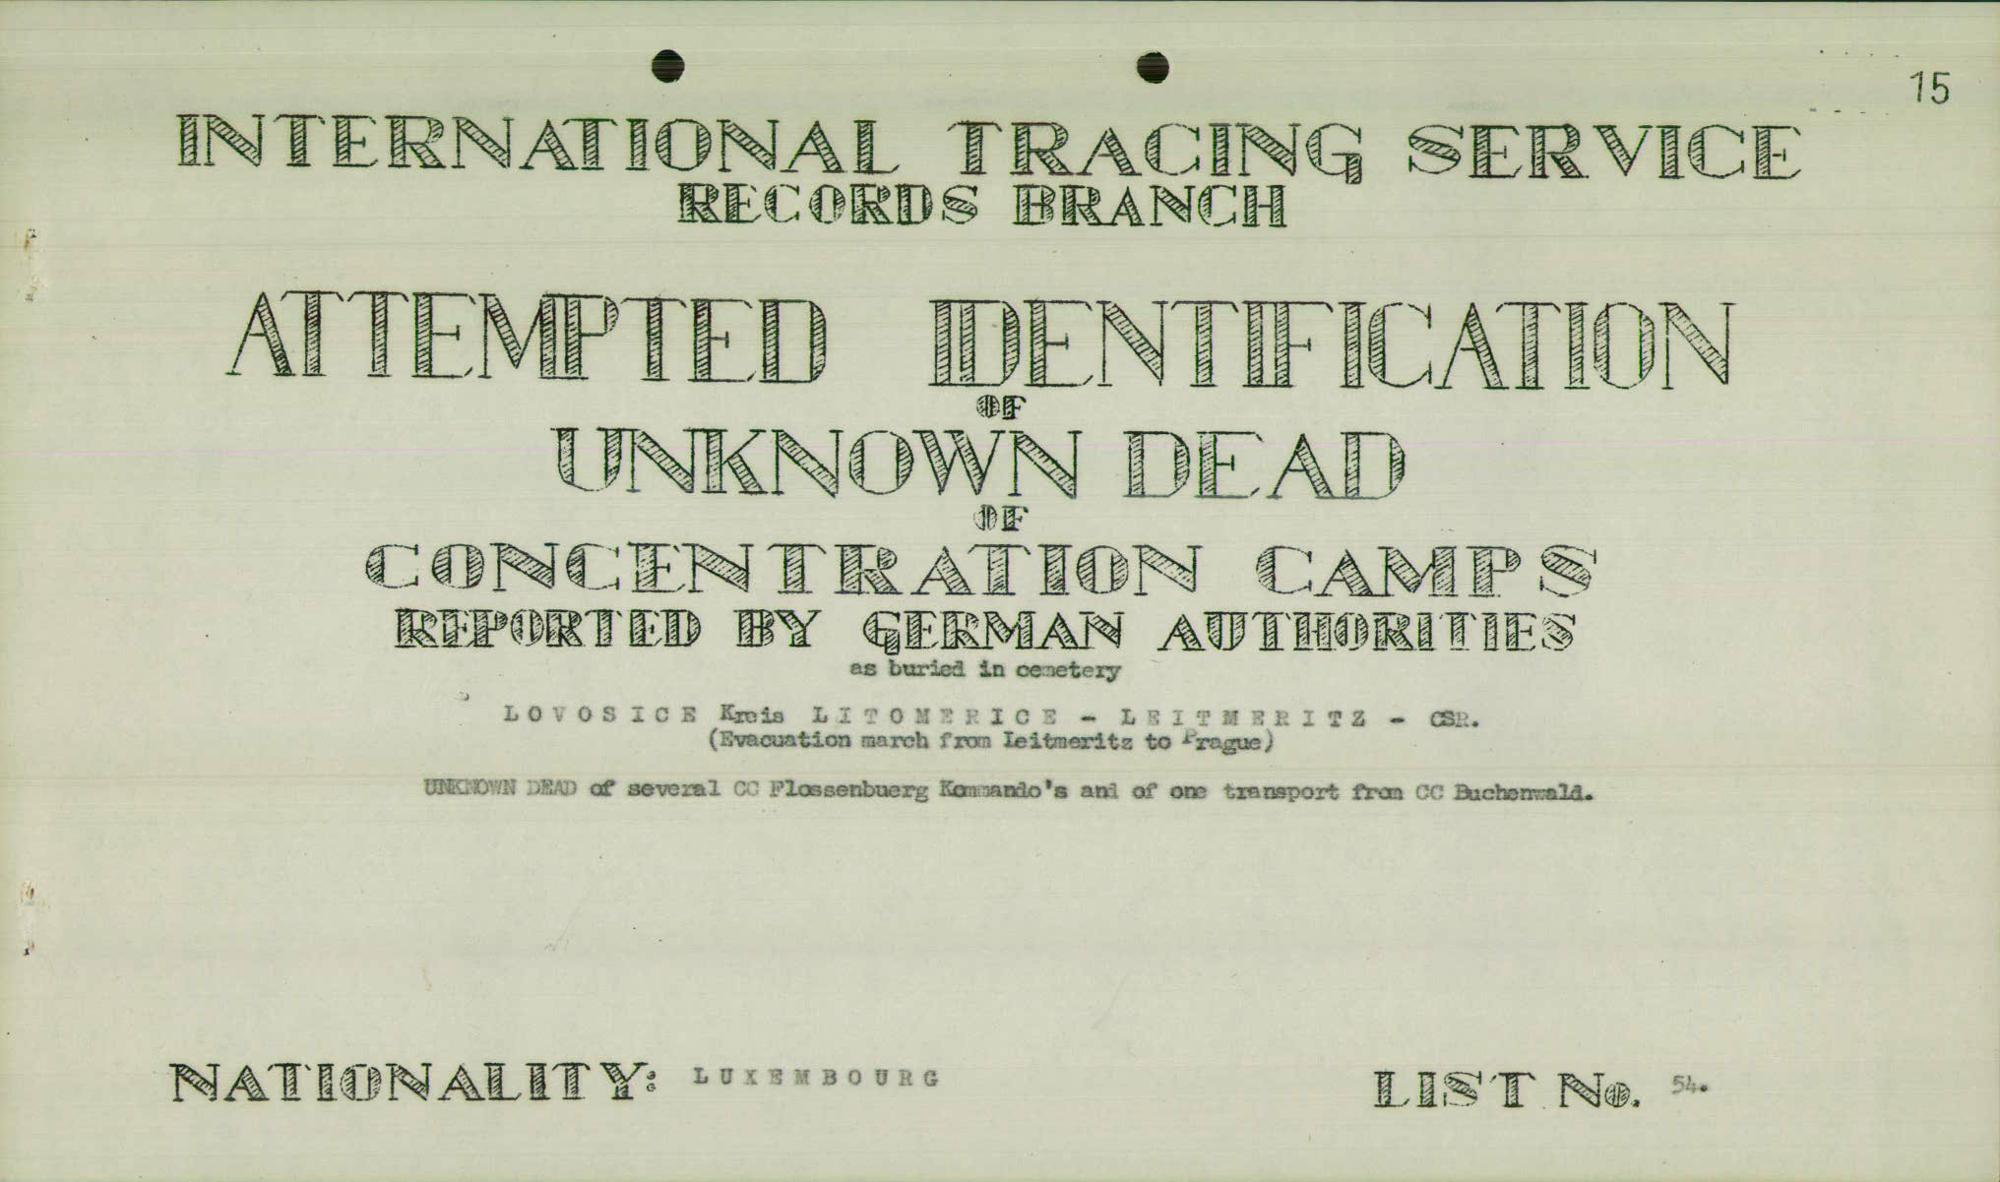 15
INTERNATIONAL TRACING SERVICE
RECORDS BRANCH
ATTEMPTED IDENTIFICATION
OF
UNKNOWN DEAD
OF
CONCENTRATION CAMPS
REPORTED BY GERMAN AUTHORITIES
as buried in cemetery
LOVOSICE Kreis LITOMERICE - LEITMERITZ - CSR.
(Evacuation march from Leitmeritz to Prague)
UNKNOWN DEAD of several CC Flossenbuerg Kommando's and of one transport from CC Buchenwald.
NATIONALITY: LUXEMBOURG
LIST No. 54.